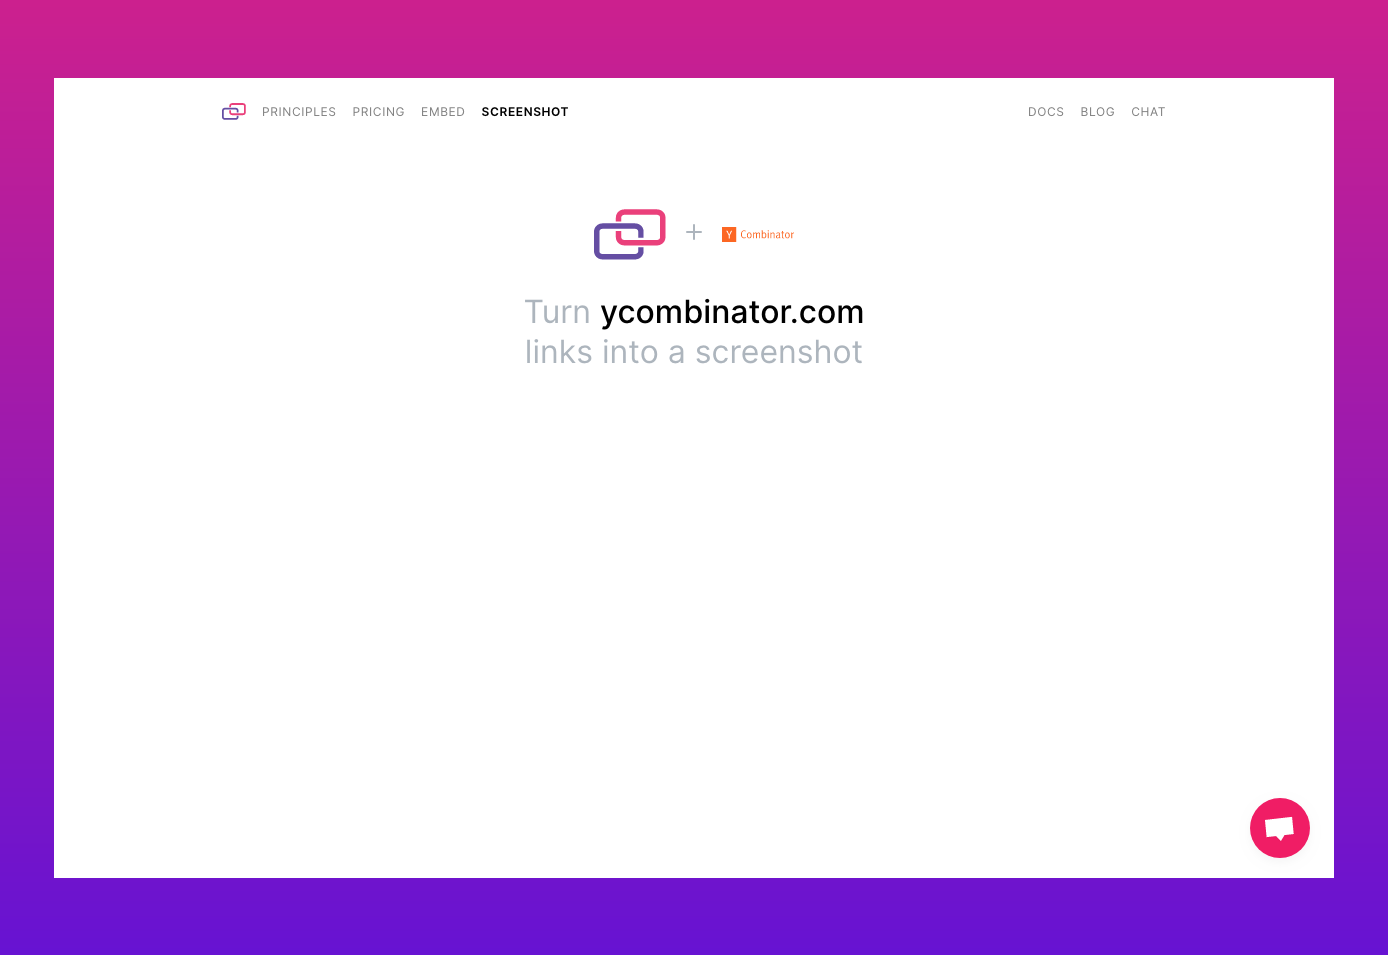 PRINCIPLES PRICING EMBED SCREENSHOT DOCS BLOG CHAT
Y Combinator
Turn ycombinator.com
links into a screenshot